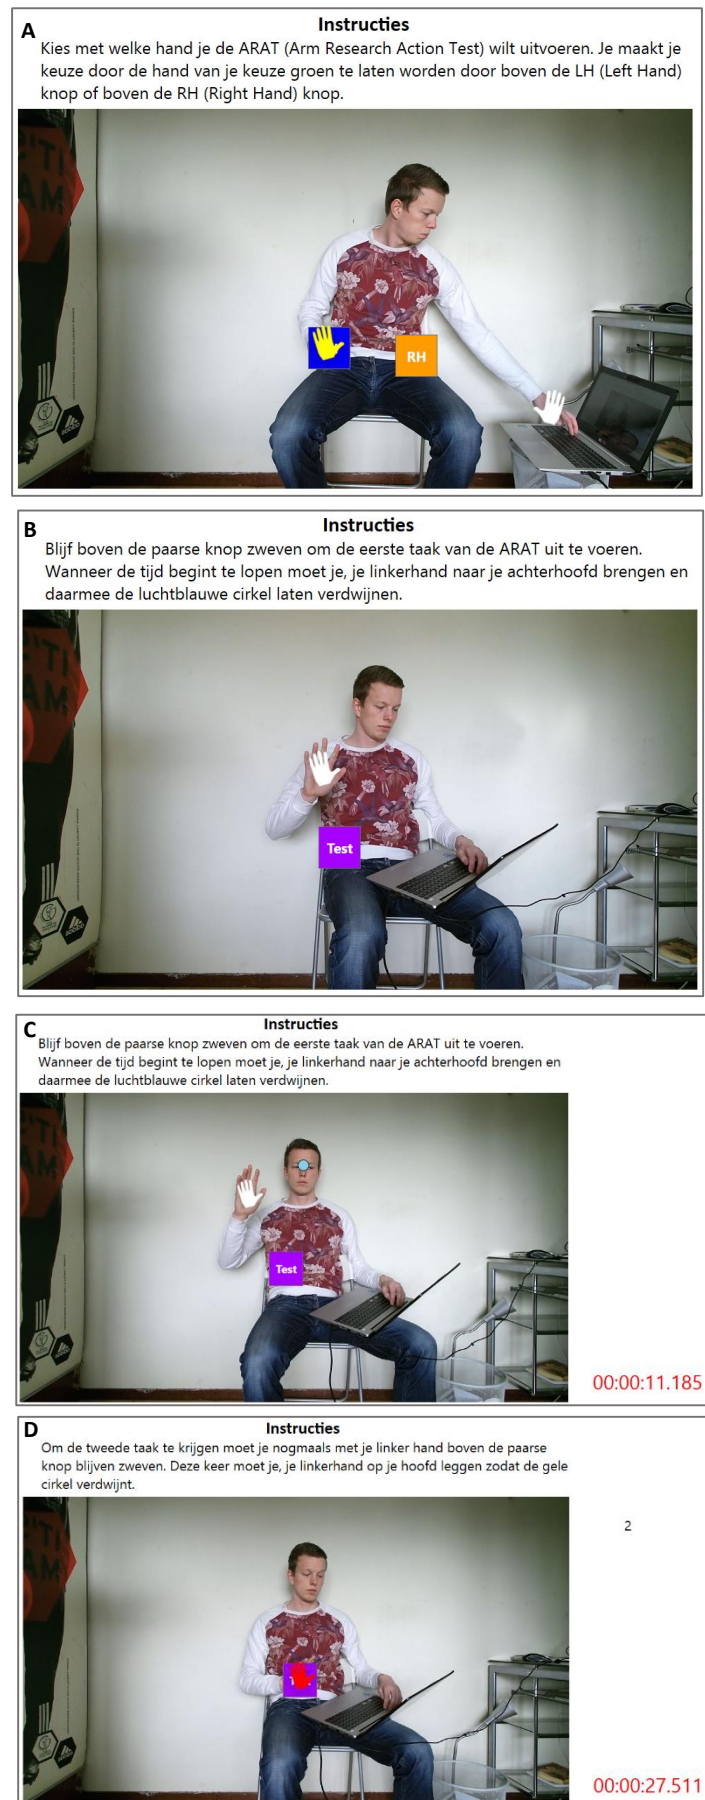 A
Instructies
Kies met welke hand je de ARAT (Arm Research Action Test) wilt uitvoeren. Je maakt je
keuze door de hand van je keuze groen te laten worden door boven de LH (Left Hand)
knop of boven de RH (Right Hand) knop.
IT'S
MA
RH
B
Instructies
Blijf boven de paarse knop zweven om de eerste taak van de ARAT uit te voeren.
Wanneer de tijd begint te lopen moet je, je linkerhand naar je achterhoofd brengen en
daarmee de luchtblauwe cirkel laten verdwijnen.
Test
C
Instructies
Blijf boven de paarse knop zweven om de eerste taak van de ARAT uit te voeren.
Wanneer de tijd begint te lopen moet je, je linkerhand naar je achterhoofd brengen en
daarmee de luchtblauwe cirkel laten verdwijnen.
Test
00:00:11.185
D
Instructies
Om de tweede taak te krijgen moet je nogmaals met je linker hand boven de paarse
knop blijven zweven. Deze keer moet je, je linkerhand op je hoofd leggen zodat de gele
cirkel verdwijnt.
2
00:00:27.511